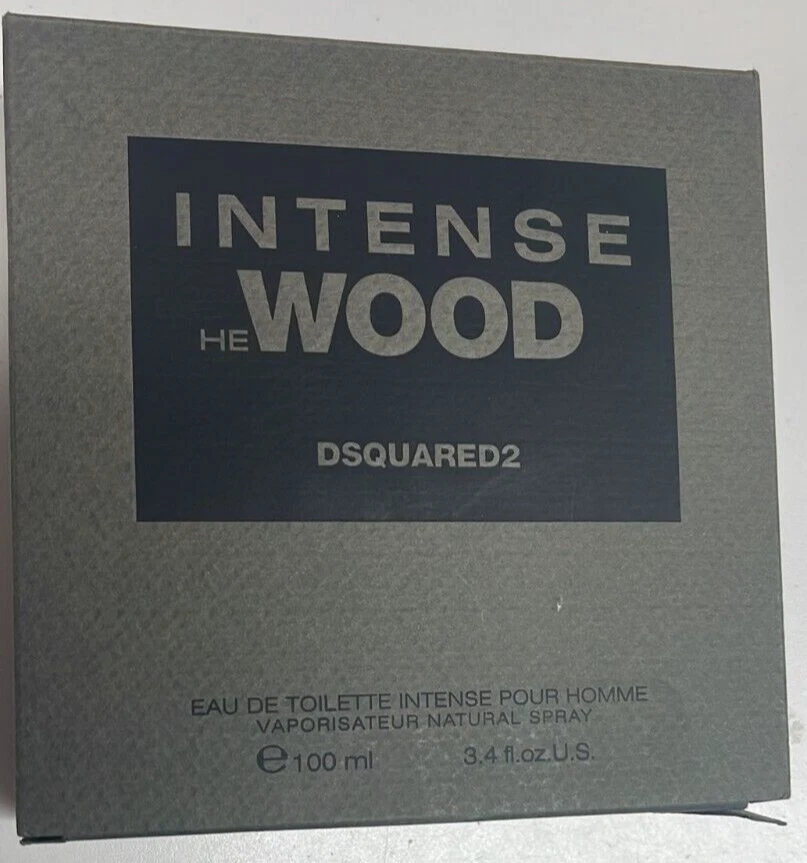 INTENSE
HE WOOD
DSQUARED2
EAU DE TOILETTE INTENSE POUR HOMME
VAPORISATEUR NATURAL SPRAY
℮ 100 ml 3.4 fl.oz.U.S.